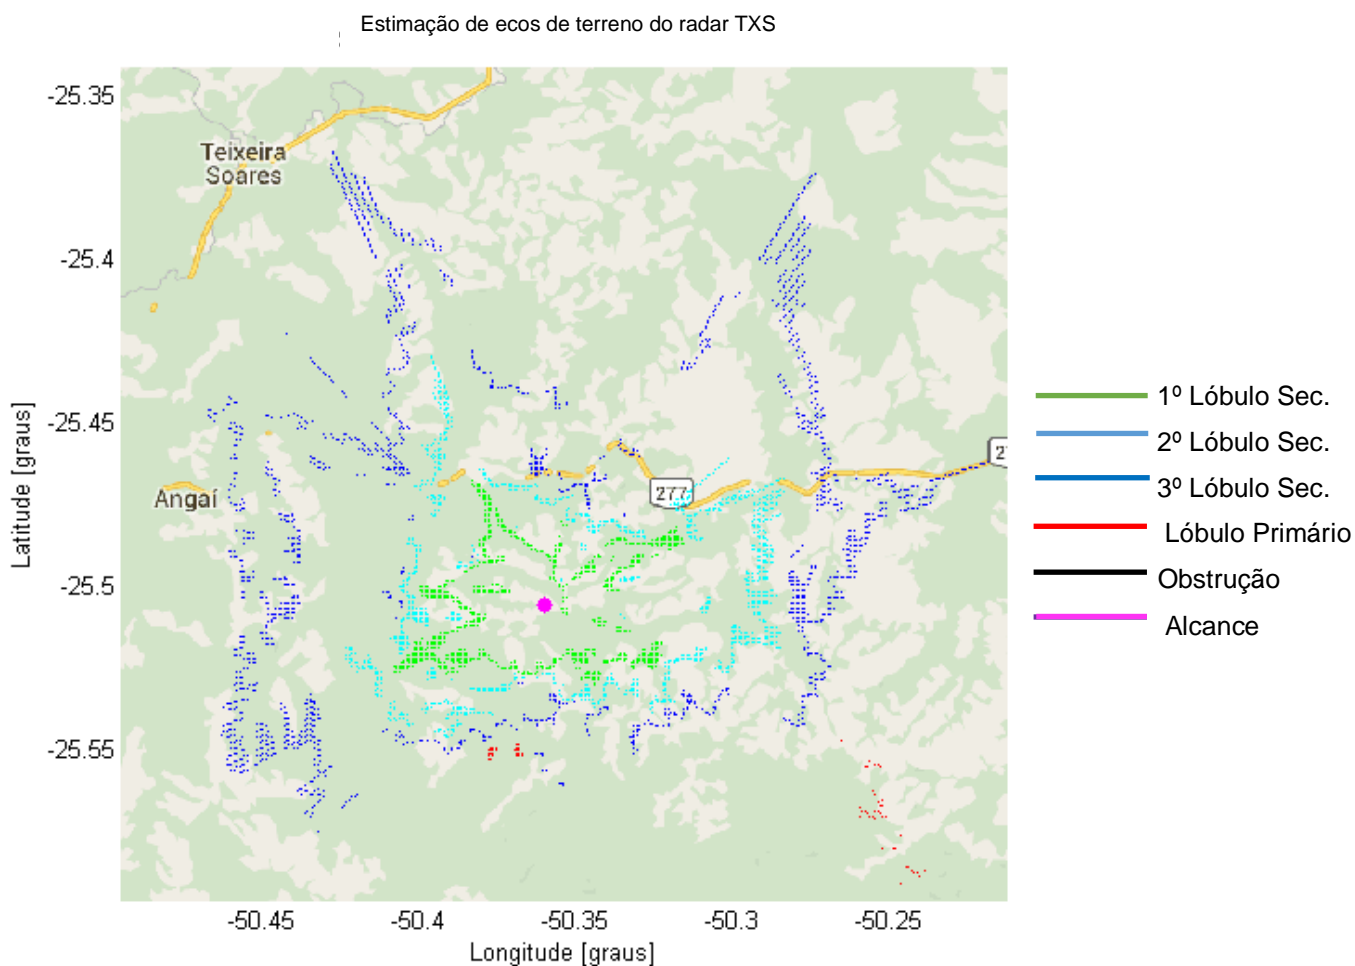 Estimação de ecos de terreno do radar TXS
-25.35
Teixeira
Soares
-25.4
-25.45
Angaí
277
-25.5
-25.55
Latitude [graus]
-50.45
-50.4
-50.35
-50.3
-50.25
Longitude [graus]
1º Lóbulo Sec.
2º Lóbulo Sec.
3º Lóbulo Sec.
Lóbulo Primário
Obstrução
Alcance